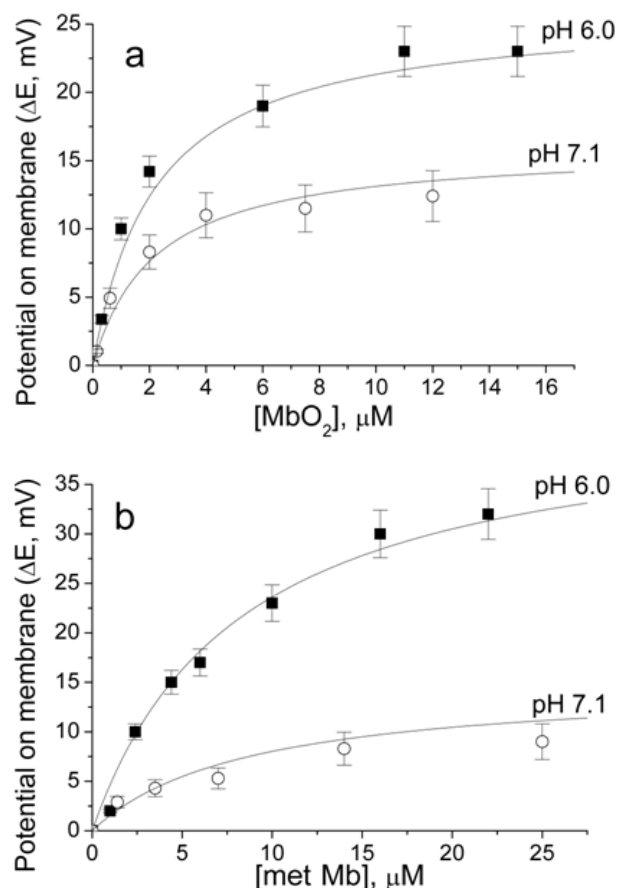 a
pH 6.0
pH 7.1
Potential on membrane (ΔE, mV)
25
20
15
10
5
0
0 2 4 6 8 10 12 14 16
[MbO₂], μM
b
pH 6.0
pH 7.1
Potential on membrane (ΔE, mV)
35
30
25
20
15
10
5
0
0 5 10 15 20 25
[met Mb], μM